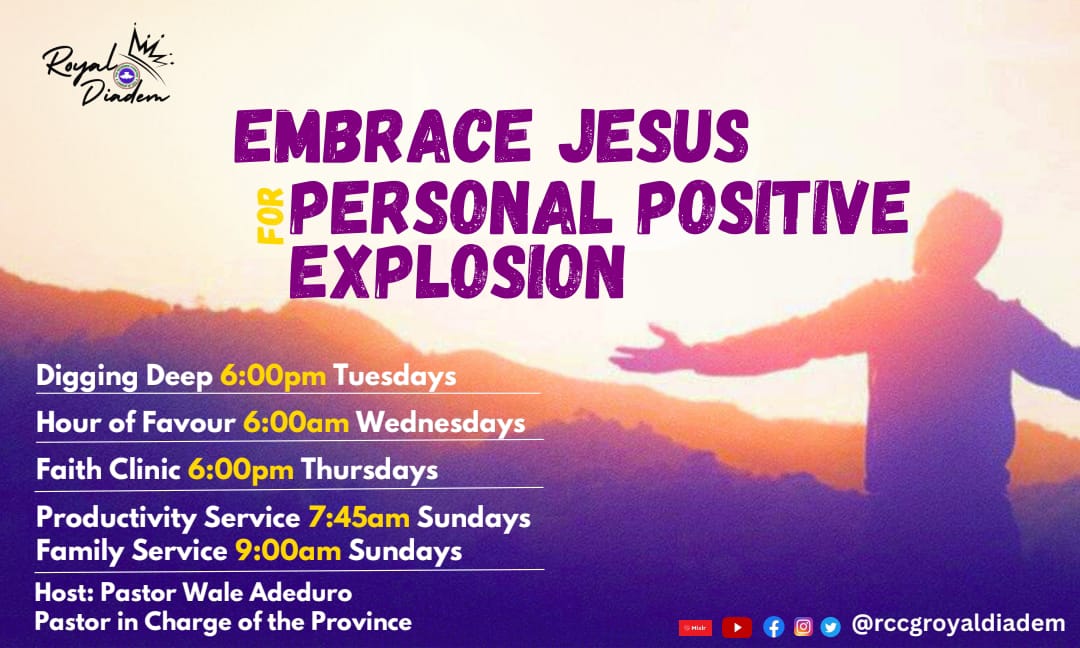 Royal
Diadem
EMBRACE JESUS
FOR PERSONAL POSITIVE
EXPLOSION
Digging Deep 6:00pm Tuesdays
Hour of Favour 6:00am Wednesdays
Faith Clinic 6:00pm Thursdays
Productivity Service 7:45am Sundays
Family Service 9:00am Sundays
Host: Pastor Wale Adeduro
Pastor in Charge of the Province
Mixlr
@rccgroyaldiadem